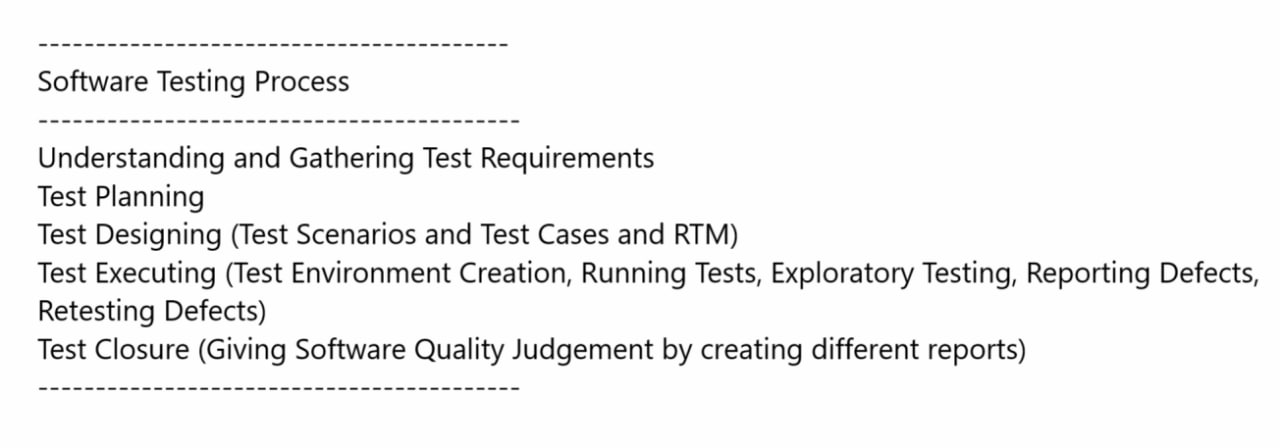 -----------------------------------------
Software Testing Process
------------------------------------------
Understanding and Gathering Test Requirements
Test Planning
Test Designing (Test Scenarios and Test Cases and RTM)
Test Executing (Test Environment Creation, Running Tests, Exploratory Testing, Reporting Defects,
Retesting Defects)
Test Closure (Giving Software Quality Judgement by creating different reports)
------------------------------------------